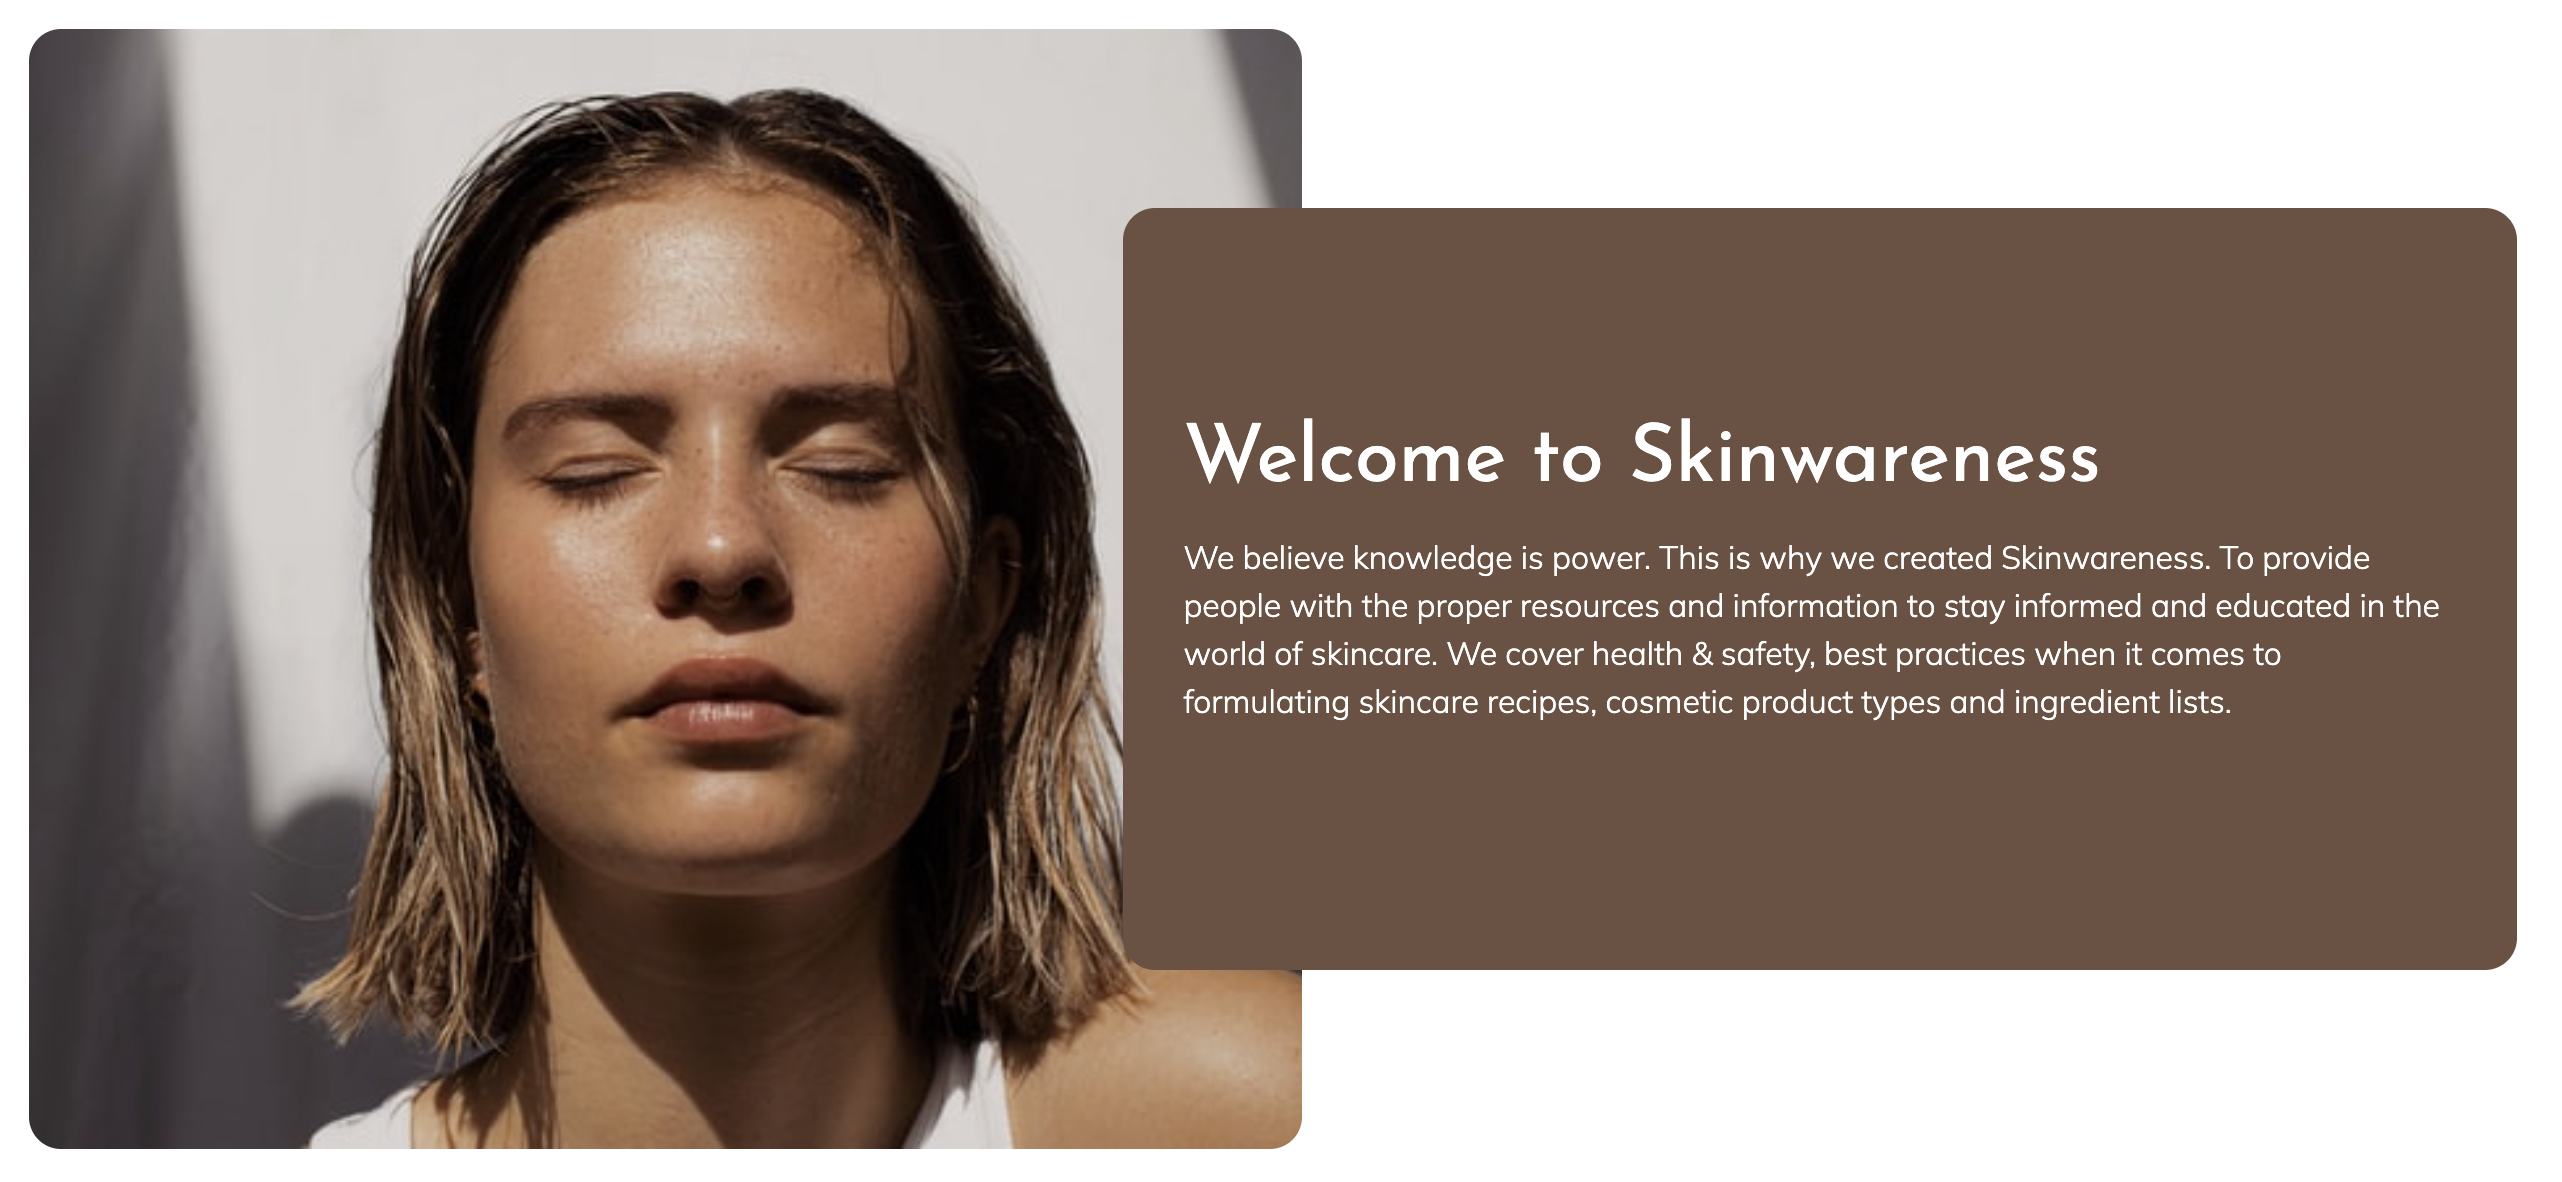 Welcome to Skinwareness
We believe knowledge is power. This is why we created Skinwareness. To provide
people with the proper resources and information to stay informed and educated in the
world of skincare. We cover health & safety, best practices when it comes to
formulating skincare recipes, cosmetic product types and ingredient lists.